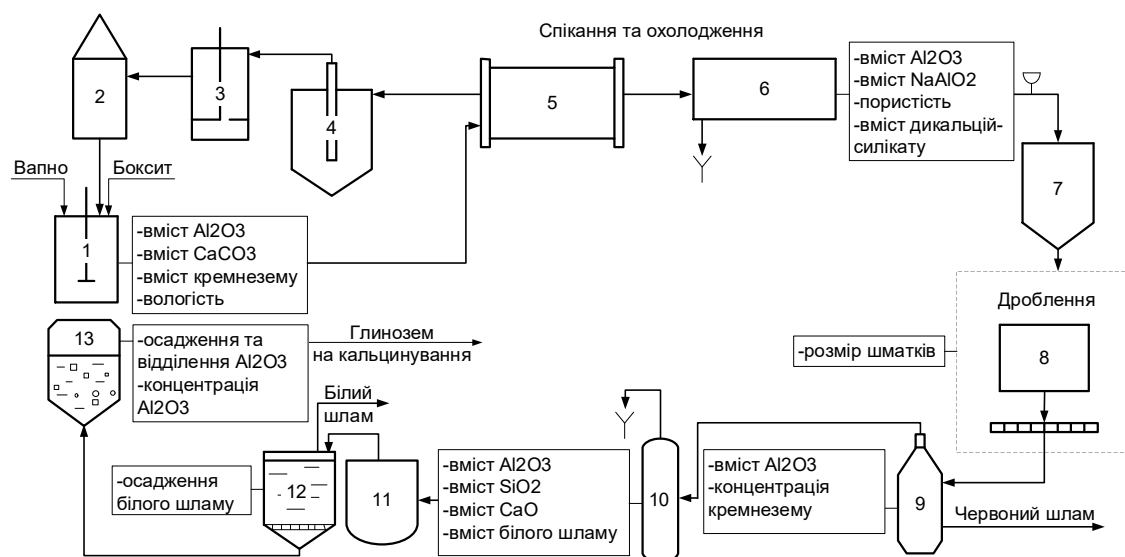 Спікання та охолодження
-вміст Al2O3
-вміст NaAlO2
-пористість
-вміст дикальцій-
силікату
2
3
4
5
6
7
Вапно
Боксит
1
-вміст Al2O3
-вміст CaCO3
-вміст кремнезему
-вологість
Дроблення
8
-розмір шматків
13
-осадження та
відділення Al2O3
-концентрація
Al2O3
Глинозем
на кальцинування
Білий
шлам
-осадження
білого шламу
12
11
-вміст Al2O3
-вміст SiO2
-вміст CaO
-вміст білого шламу
10
-вміст Al2O3
-концентрація
кремнезему
9
Червоний шлам